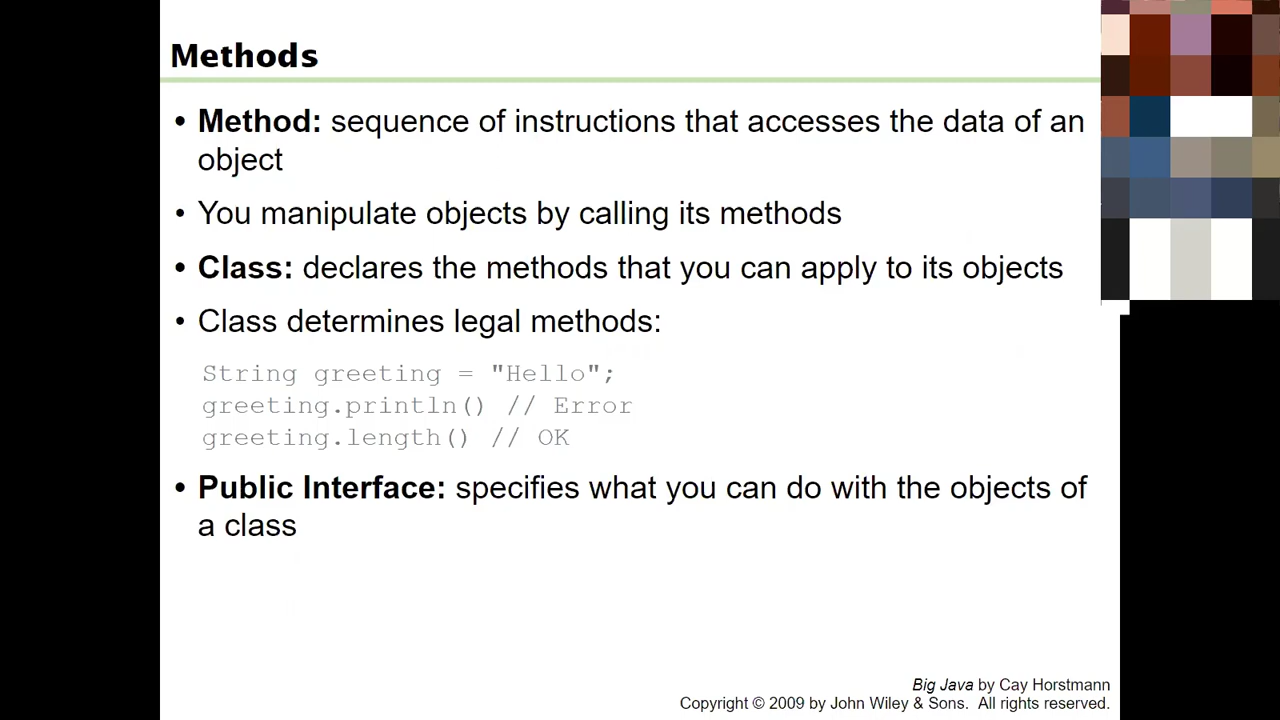 Methods
• Method: sequence of instructions that accesses the data of an
object
• You manipulate objects by calling its methods
• Class: declares the methods that you can apply to its objects
• Class determines legal methods:
String greeting = "Hello";
greeting.println() // Error
greeting.length() // OK
• Public Interface: specifies what you can do with the objects of
a class
Big Java by Cay Horstmann
Copyright © 2009 by John Wiley & Sons. All rights reserved.